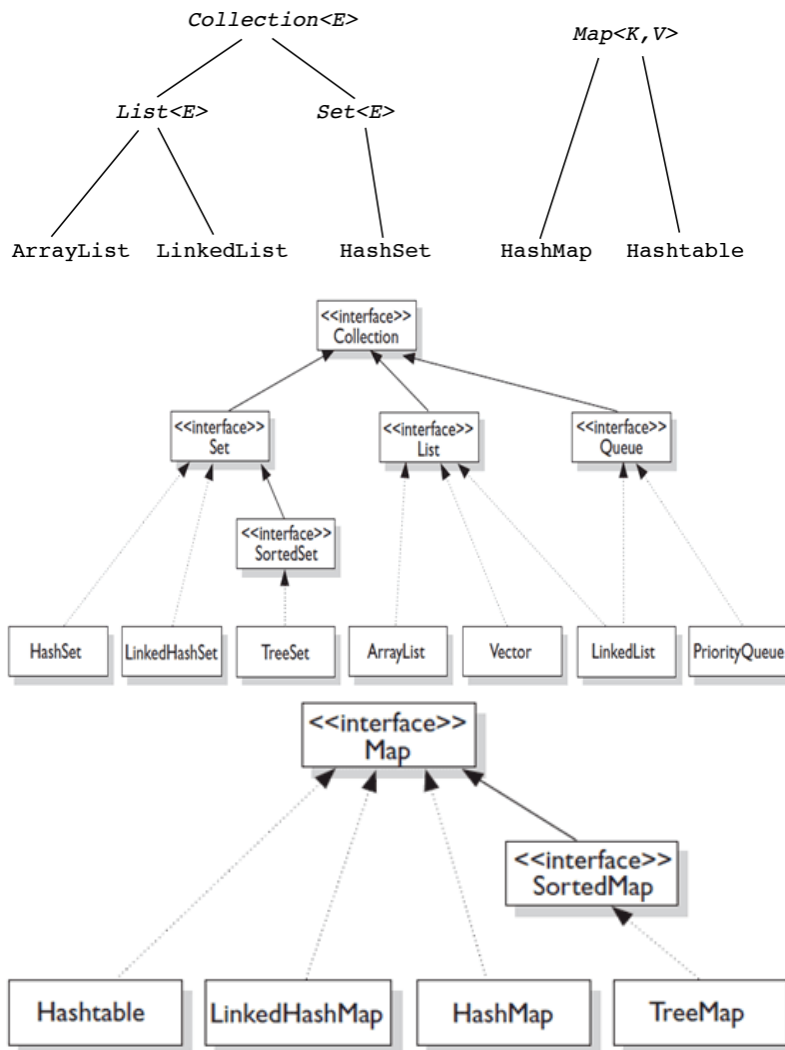 Collection<E>
Map<K,V>
List<E> Set<E>
ArrayList LinkedList HashSet HashMap Hashtable
<<interface>>
Collection
<<interface>>
Set
<<interface>>
List
<<interface>>
Queue
<<interface>>
SortedSet
HashSet LinkedHashSet TreeSet ArrayList Vector LinkedList PriorityQueue
<<interface>>
Map
<<interface>>
SortedMap
Hashtable LinkedHashMap HashMap TreeMap